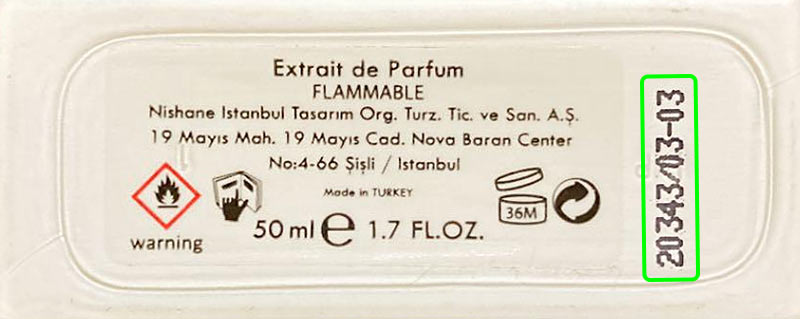 Extrait de Parfum
FLAMMABLE
Nishane Istanbul Tasarım Org. Turz. Tic. ve San. A.Ş.
19 Mayıs Mah. 19 Mayıs Cad. Nova Baran Center
No:4-66 Şişli / Istanbul
Made in TURKEY
36M
50 ml e 1.7 FL.OZ.
warning
20343/03-03